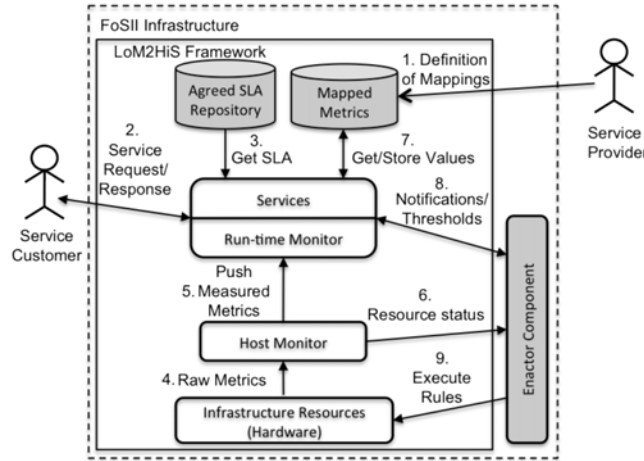 FoSII Infrastructure
LoM2HiS Framework
Agreed SLA
Repository
Mapped
Metrics
1. Definition
of Mappings
Service
Provider
2.
Service
Request/
Response
3.
Get SLA
7.
Get/Store Values
8.
Notifications/
Thresholds
Services
Run-time Monitor
Service
Customer
Push
5. Measured
Metrics
6.
Resource status
Host Monitor
Enactor Component
4. Raw Metrics
9.
Execute
Rules
Infrastructure Resources
(Hardware)